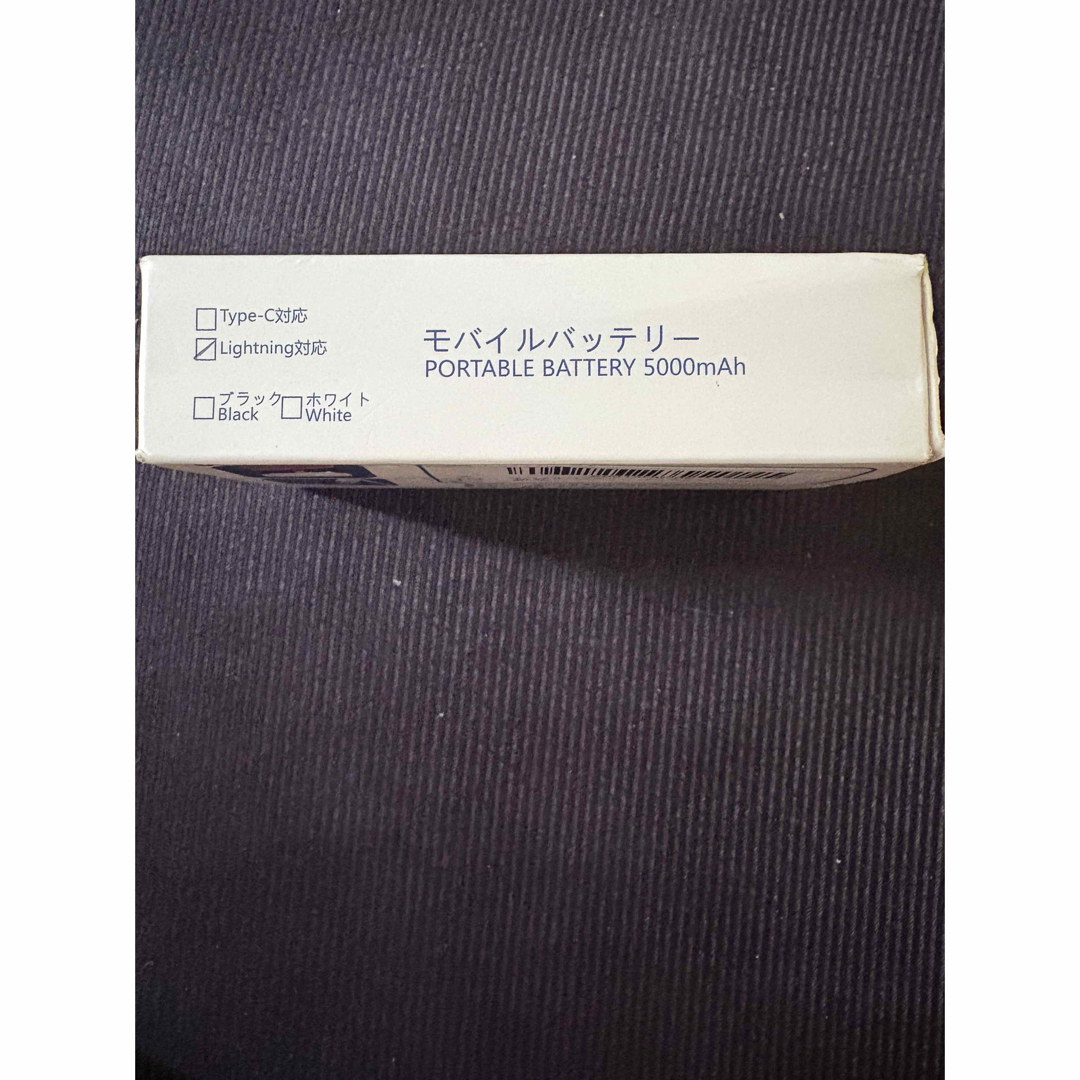 Type-C対応
Lightning対応
ブラック ホワイト
Black White
モバイルバッテリー
PORTABLE BATTERY 5000mAh